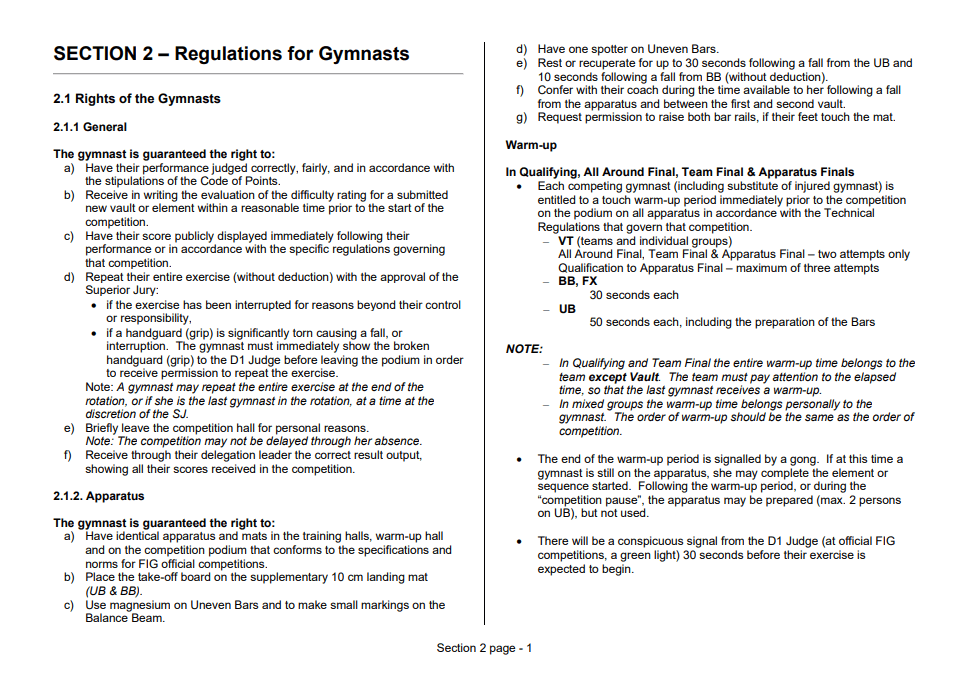 SECTION 2 – Regulations for Gymnasts
2.1 Rights of the Gymnasts
2.1.1 General
The gymnast is guaranteed the right to:
a) Have their performance judged correctly, fairly, and in accordance with
the stipulations of the Code of Points.
b) Receive in writing the evaluation of the difficulty rating for a submitted
new vault or element within a reasonable time prior to the start of the
competition.
c) Have their score publicly displayed immediately following their
performance or in accordance with the specific regulations governing
that competition.
d) Repeat their entire exercise (without deduction) with the approval of the
Superior Jury:
• if the exercise has been interrupted for reasons beyond their control
or responsibility,
• if a handguard (grip) is significantly torn causing a fall, or
interruption. The gymnast must immediately show the broken
handguard (grip) to the D1 Judge before leaving the podium in order
to receive permission to repeat the exercise.
Note: A gymnast may repeat the entire exercise at the end of the
rotation, or if she is the last gymnast in the rotation, at a time at the
discretion of the SJ.
e) Briefly leave the competition hall for personal reasons.
Note: The competition may not be delayed through her absence.
f) Receive through their delegation leader the correct result output,
showing all their scores received in the competition.
2.1.2. Apparatus
The gymnast is guaranteed the right to:
a) Have identical apparatus and mats in the training halls, warm-up hall
and on the competition podium that conforms to the specifications and
norms for FIG official competitions.
b) Place the take-off board on the supplementary 10 cm landing mat
(UB & BB).
c) Use magnesium on Uneven Bars and to make small markings on the
Balance Beam.
d) Have one spotter on Uneven Bars.
e) Rest or recuperate for up to 30 seconds following a fall from the UB and
10 seconds following a fall from BB (without deduction).
f) Confer with their coach during the time available to her following a fall
from the apparatus and between the first and second vault.
g) Request permission to raise both bar rails, if their feet touch the mat.
Warm-up
In Qualifying, All Around Final, Team Final & Apparatus Finals
• Each competing gymnast (including substitute of injured gymnast) is
entitled to a touch warm-up period immediately prior to the competition
on the podium on all apparatus in accordance with the Technical
Regulations that govern that competition.
– VT (teams and individual groups)
All Around Final, Team Final & Apparatus Final – two attempts only
Qualification to Apparatus Final – maximum of three attempts
– BB, FX
30 seconds each
– UB
50 seconds each, including the preparation of the Bars
NOTE:
– In Qualifying and Team Final the entire warm-up time belongs to the
team except Vault. The team must pay attention to the elapsed
time, so that the last gymnast receives a warm-up.
– In mixed groups the warm-up time belongs personally to the
gymnast. The order of warm-up should be the same as the order of
competition.
• The end of the warm-up period is signalled by a gong. If at this time a
gymnast is still on the apparatus, she may complete the element or
sequence started. Following the warm-up period, or during the
“competition pause”, the apparatus may be prepared (max. 2 persons
on UB), but not used.
• There will be a conspicuous signal from the D1 Judge (at official FIG
competitions, a green light) 30 seconds before their exercise is
expected to begin.
Section 2 page - 1